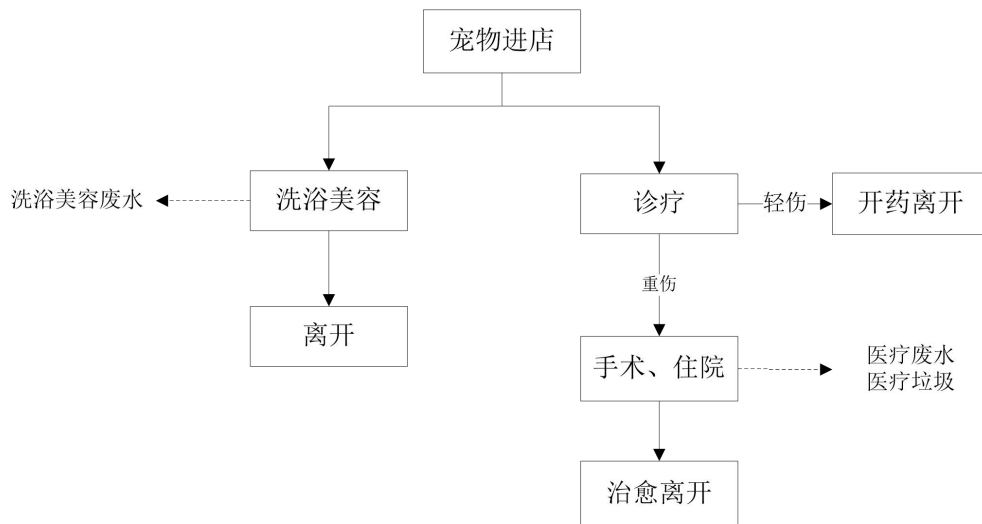 宠物进店
洗浴美容废水
洗浴美容
诊疗
轻伤
开药离开
重伤
离开
手术、住院
医疗废水
医疗垃圾
治愈离开